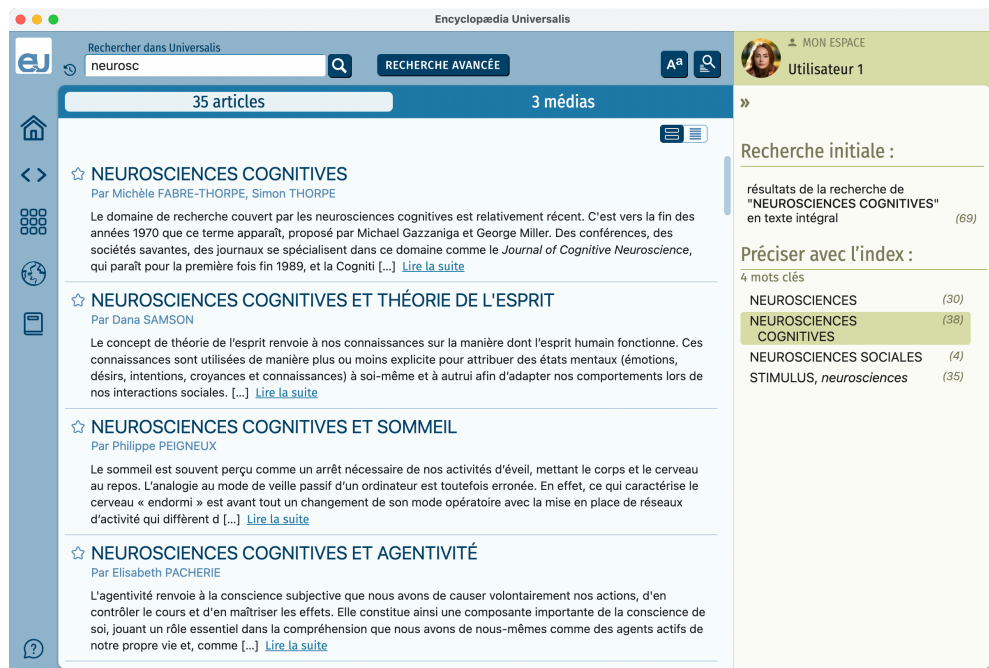 Encyclopædia Universalis
eu
Rechercher dans Universalis
neurosc
RECHERCHE AVANCÉE
Aa
MON ESPACE
Utilisateur 1
35 articles
3 médias
»
NEUROSCIENCES COGNITIVES
Par Michèle FABRE-THORPE, Simon THORPE
Le domaine de recherche couvert par les neurosciences cognitives est relativement récent. C'est vers la fin des
années 1970 que ce terme apparaît, proposé par Michael Gazzaniga et George Miller. Des conférences, des
sociétés savantes, des journaux se spécialisent dans ce domaine comme le Journal of Cognitive Neuroscience,
qui paraît pour la première fois fin 1989, et la Cogniti [...] Lire la suite
NEUROSCIENCES COGNITIVES ET THÉORIE DE L'ESPRIT
Par Dana SAMSON
Le concept de théorie de l’esprit renvoie à nos connaissances sur la manière dont l’esprit humain fonctionne. Ces
connaissances sont utilisées de manière plus ou moins explicite pour attribuer des états mentaux (émotions,
désirs, intentions, croyances et connaissances) à soi-même et à autrui afin d’adapter nos comportements lors de
nos interactions sociales. [...] Lire la suite
NEUROSCIENCES COGNITIVES ET SOMMEIL
Par Philippe PEIGNEUX
Le sommeil est souvent perçu comme un arrêt nécessaire de nos activités d’éveil, mettant le corps et le cerveau
au repos. L’analogie au mode de veille passif d’un ordinateur est toutefois erronée. En effet, ce qui caractérise le
cerveau « endormi » est avant tout un changement de son mode opératoire avec la mise en place de réseaux
d’activité qui diffèrent d [...] Lire la suite
NEUROSCIENCES COGNITIVES ET AGENTIVITÉ
Par Elisabeth PACHERIE
L'agentivité renvoie à la conscience subjective que nous avons de causer volontairement nos actions, d'en
contrôler le cours et d'en maîtriser les effets. Elle constitue ainsi une composante importante de la conscience de
soi, jouant un rôle essentiel dans la compréhension que nous avons de nous-mêmes comme des agents actifs de
notre propre vie et, comme [...] Lire la suite
Recherche initiale :
résultats de la recherche de
"NEUROSCIENCES COGNITIVES"
en texte intégral (69)
Préciser avec l’index :
4 mots clés
NEUROSCIENCES (30)
NEUROSCIENCES (38)
COGNITIVES
NEUROSCIENCES SOCIALES (4)
STIMULUS, neurosciences (35)
?